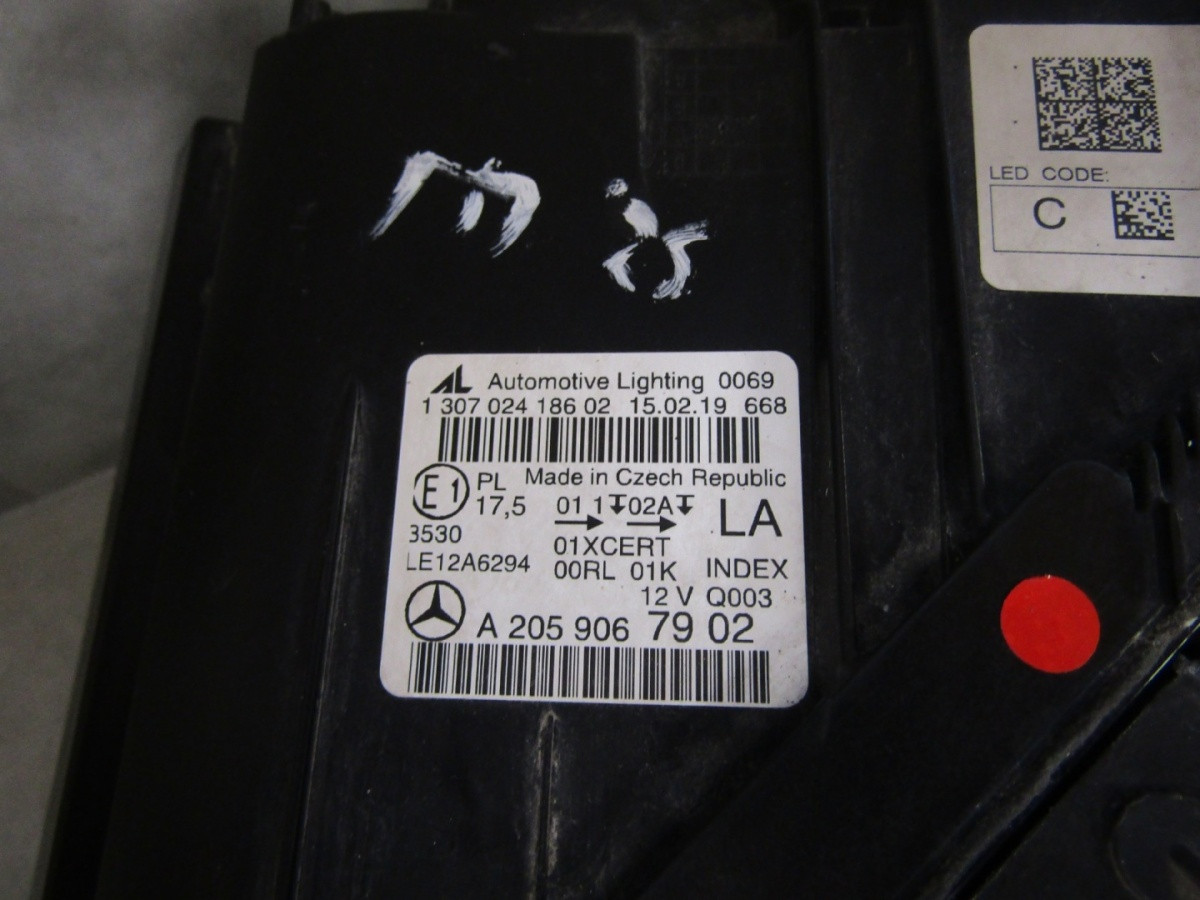 LED CODE:
C
AL Automotive Lighting 0069
1 307 024 186 02 15.02.19 668
E1 PL Made in Czech Republic
17,5 01 1 02A LA
3530 01XCERT
LE12A6294 00RL 01K INDEX
12 V Q003
A 205 906 79 02